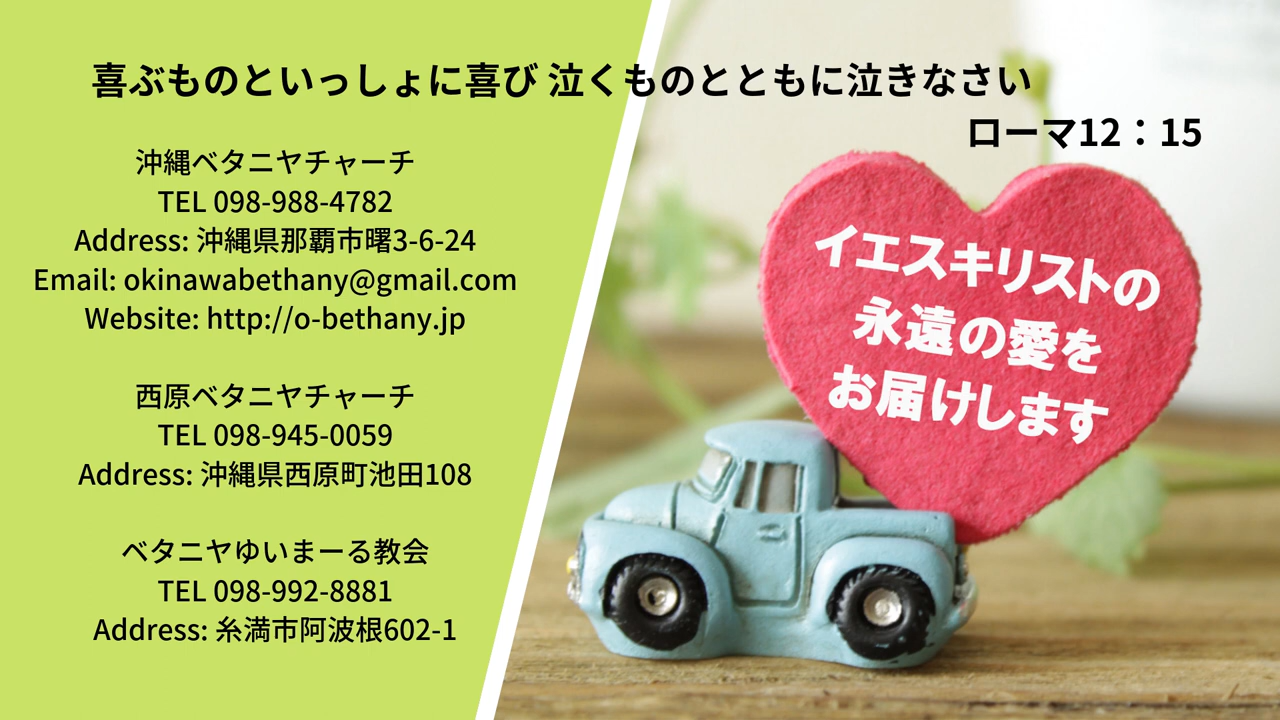 喜ぶものといっしょに喜び 泣くものとともに泣きなさい
ローマ12：15
沖縄ベタニヤチャーチ
TEL 098-988-4782
Address: 沖縄県那覇市曙3-6-24
Email: okinawabethany@gmail.com
Website: http://o-bethany.jp
西原ベタニヤチャーチ
TEL 098-945-0059
Address: 沖縄県西原町池田108
ベタニヤゆいまーる教会
TEL 098-992-8881
Address: 糸満市阿波根602-1
イエスキリストの
永遠の愛を
お届けします